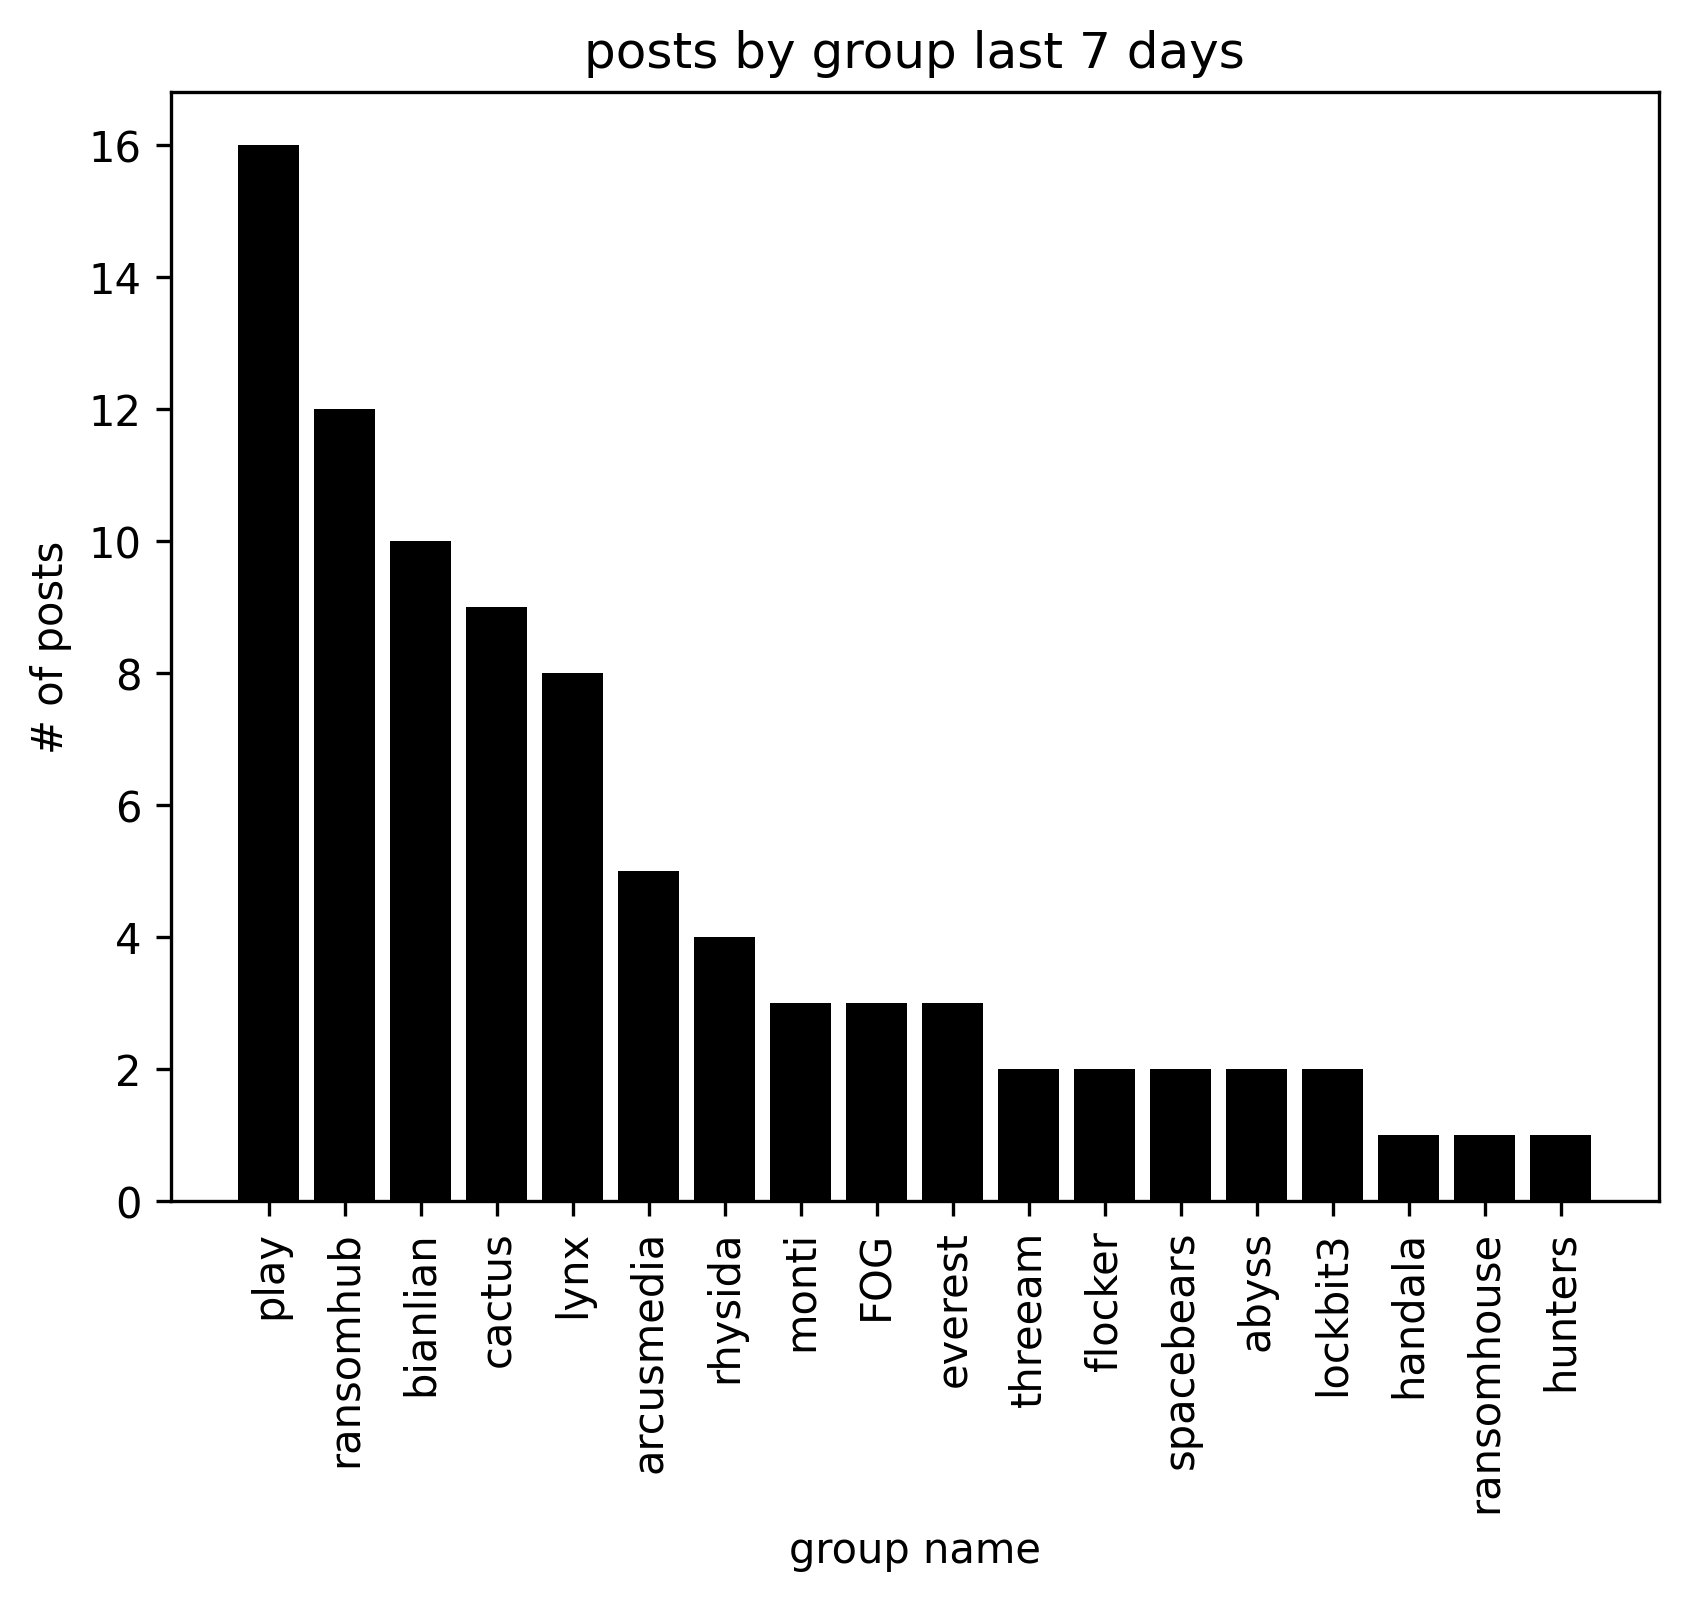 posts by group last 7 days
# of posts
16
14
12
10
8
6
4
2
0
play
ransomhub
bianlian
cactus
lynx
arcusmedia
rhysida
monti
FOG
everest
threeam
flocker
spacebears
abyss
lockbit3
handala
ransomhouse
hunters
group name